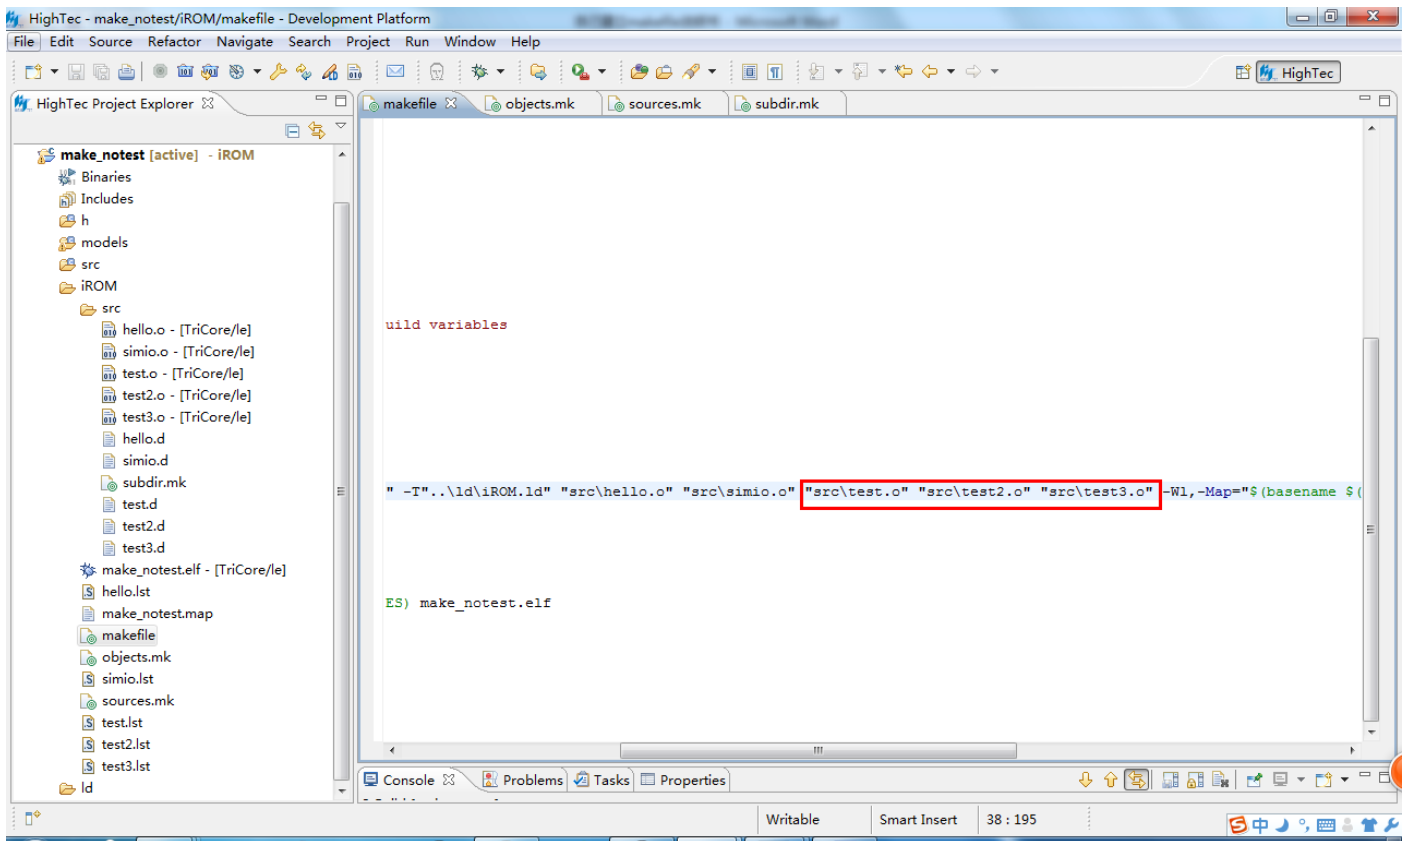 HighTec - make_notest/iROM/makefile - Development Platform
File Edit Source Refactor Navigate Search Project Run Window Help
HighTec
HighTec Project Explorer
makefile objects.mk sources.mk subdir.mk
make_notest [active] - iROM
Binaries
Includes
h
models
src
iROM
src
hello.o - [TriCore/le]
simio.o - [TriCore/le]
test.o - [TriCore/le]
test2.o - [TriCore/le]
test3.o - [TriCore/le]
hello.d
simio.d
subdir.mk
test.d
test2.d
test3.d
make_notest.elf - [TriCore/le]
hello.lst
make_notest.map
makefile
objects.mk
simio.lst
sources.mk
test.lst
test2.lst
test3.lst
ld
uild variables
" -T"..\ld\iROM.ld" "src\hello.o" "src\simio.o" "src\test.o" "src\test2.o" "src\test3.o" -Wl,-Map="$(basename $(
ES) make_notest.elf
Console Problems Tasks Properties
Writable Smart Insert 38 : 195
中